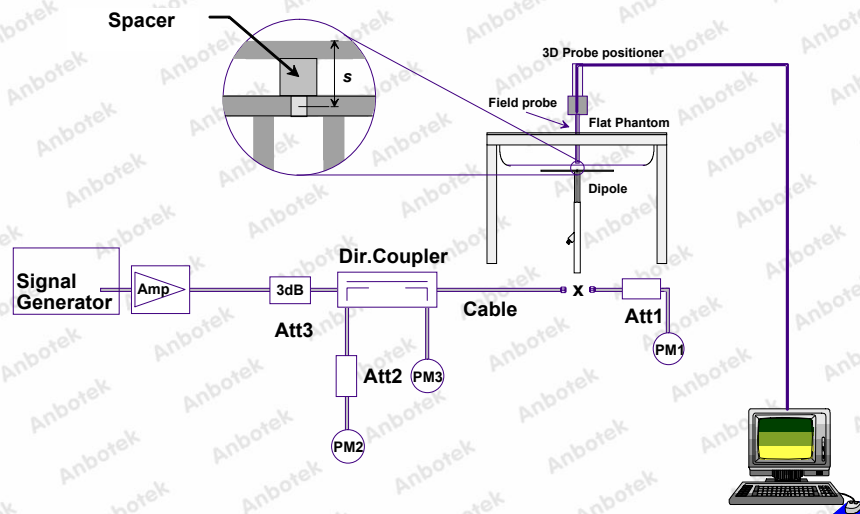 Spacer
s
3D Probe positioner
Field probe
Flat Phantom
Dipole
Signal
Generator
Amp
3dB
Att3
Dir.Coupler
Cable
x
Att1
PM1
Att2
PM3
PM2
Anbotek